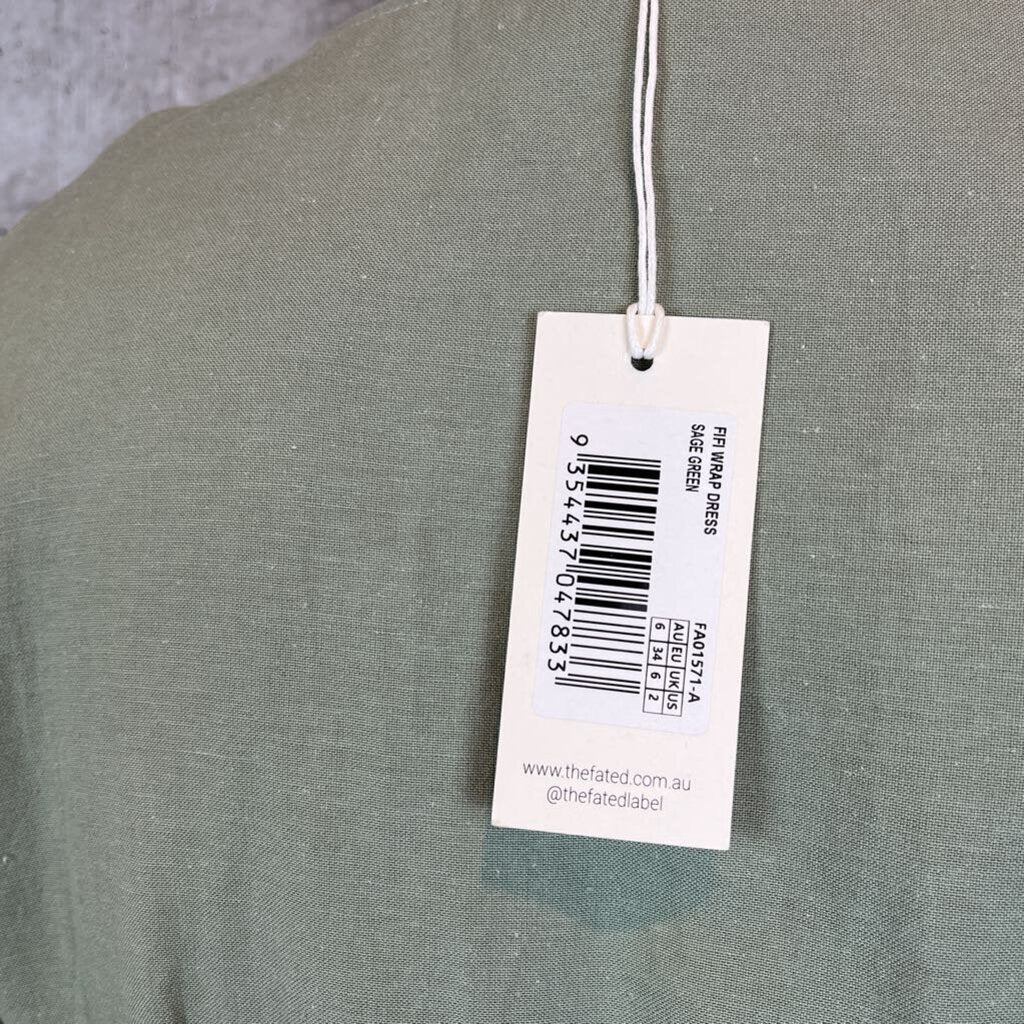 FIFI WRAP DRESS
SAGE GREEN
FA01571-A
AU EU UK US
6 34 6 2
9 354437 047833
www.thefated.com.au
@thefatedlabel